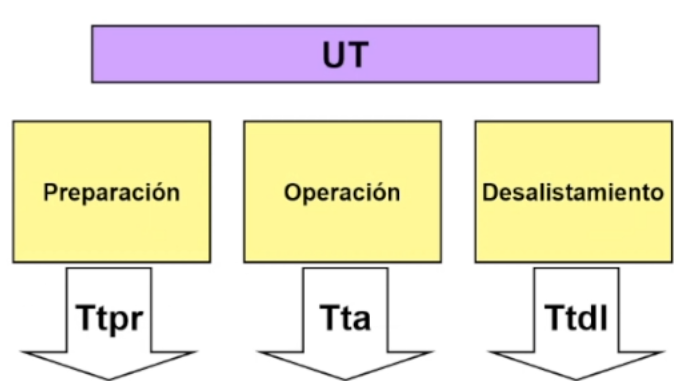 UT
Preparación
Operación
Desalistamiento
Ttpr
Tta
Ttdl